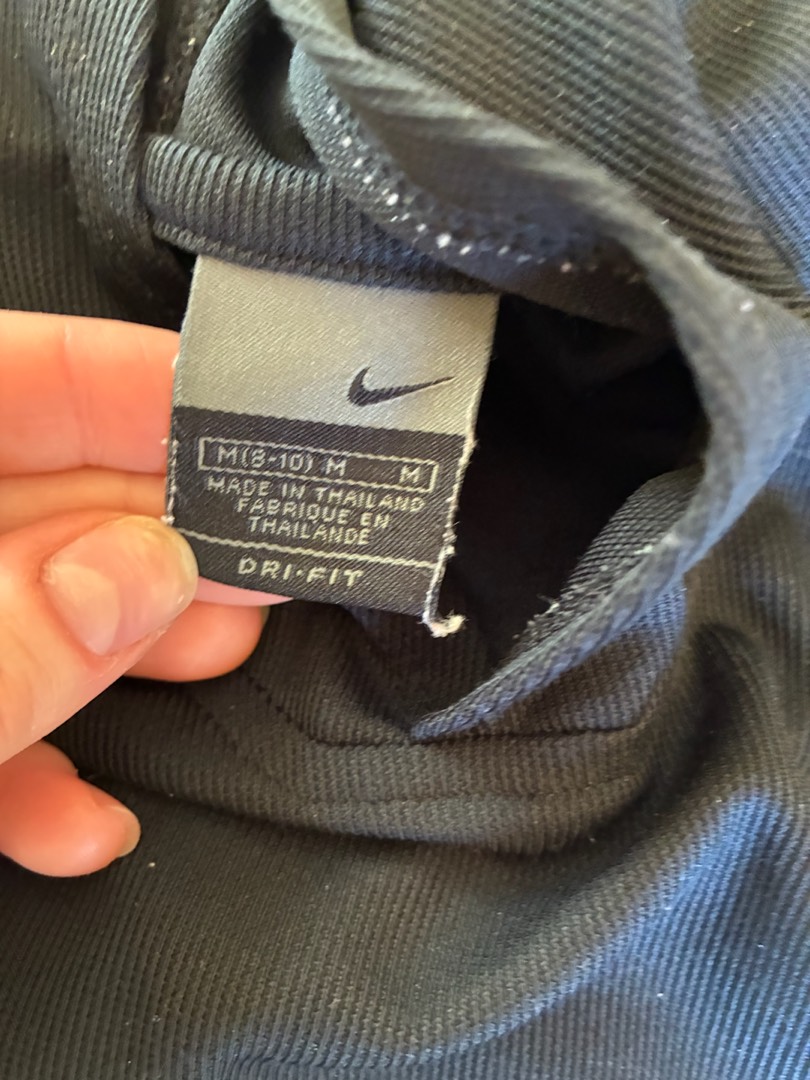 M(8-10) M M
MADE IN THAILAND
FABRIQUE EN
THAILANDE
DRI-FIT